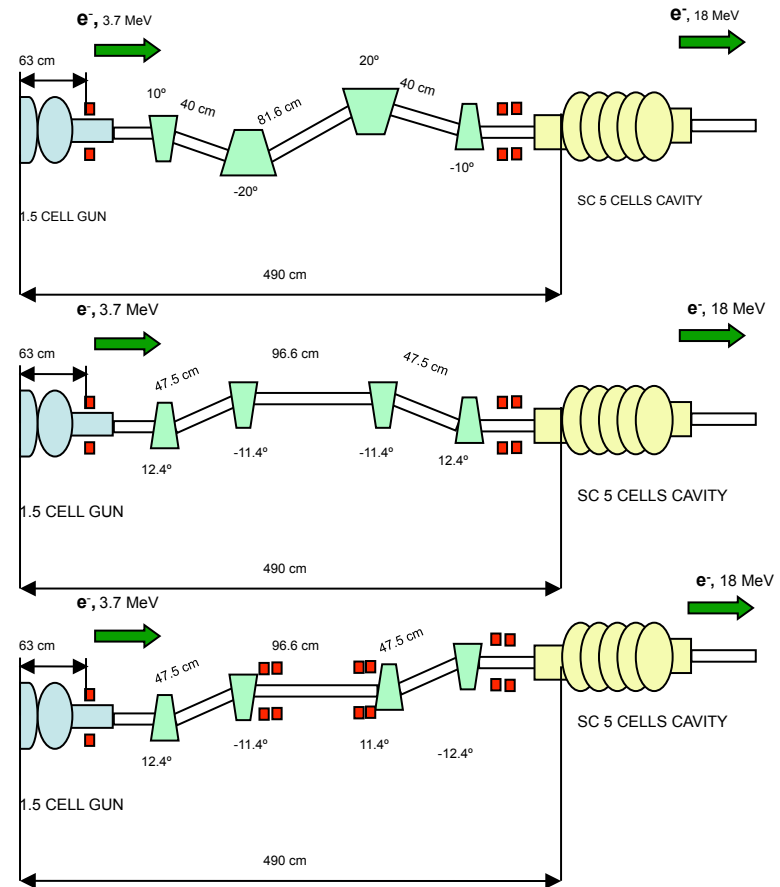 e-, 3.7 MeV
e-, 18 MeV
63 cm
20º
10º
40 cm
81.6 cm
40 cm
-20º
-10º
1.5 CELL GUN
SC 5 CELLS CAVITY
490 cm
e-, 3.7 MeV
e-, 18 MeV
63 cm
47.5 cm
96.6 cm
47.5 cm
12.4º
-11.4º
-11.4º
12.4º
1.5 CELL GUN
SC 5 CELLS CAVITY
490 cm
e-, 3.7 MeV
e-, 18 MeV
63 cm
47.5 cm
96.6 cm
47.5 cm
12.4º
-11.4º
11.4º
-12.4º
1.5 CELL GUN
SC 5 CELLS CAVITY
490 cm